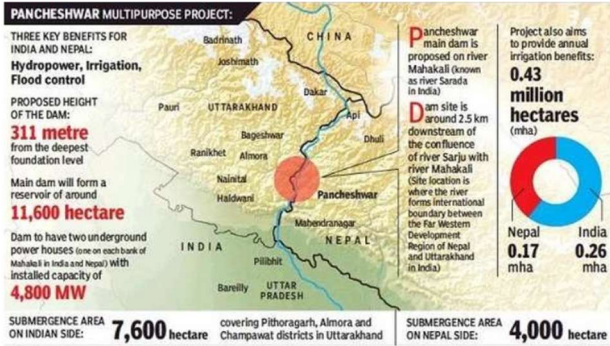 PANCHESHWAR MULTIPURPOSE PROJECT:
THREE KEY BENEFITS FOR
INDIA AND NEPAL:
Hydropower, Irrigation,
Flood control
PROPOSED HEIGHT
OF THE DAM:
311 metre
from the deepest
foundation level
Main dam will form a
reservoir of around
11,600 hectare
Dam to have two underground
power houses (one on each bank of
Mahakali in India and Nepal) with
installed capacity of
4,800 MW
CHINA
Badrinath
Joshimath
Dakar
Api
Pauri
UTTARAKHAND
Dhuli
Bageshwar
Ranikhet
Almora
Nainital
Pancheshwar
Haldwani
Mahendranagar
INDIA
NEPAL
Pilibhit
Bareilly
UTTAR
PRADESH
Pancheshwar
main dam is
proposed on river
Mahakali (known
as river Sarada
in India)
Dam site is
around 2.5 km
downstream of
the confluence
of river Sarju with
river Mahakali
(Site location is
where the river
forms international
boundary between
the Far Western
Development
Region of Nepal
and Uttarakhand
in India)
Project also aims
to provide annual
irrigation benefits:
0.43
million
hectares
(mha)
Nepal
0.17
mha
India
0.26
mha
SUBMERGENCE AREA
ON INDIAN SIDE:
7,600 hectare
covering Pithoragarh, Almora and
Champawat districts in Uttarakhand
SUBMERGENCE AREA
ON NEPAL SIDE:
4,000 hectare